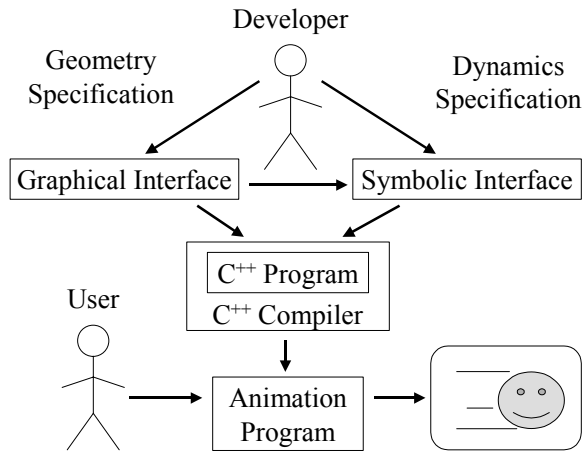 Developer
Geometry
Specification
Dynamics
Specification
Graphical Interface
Symbolic Interface
C++ Program
C++ Compiler
User
Animation
Program